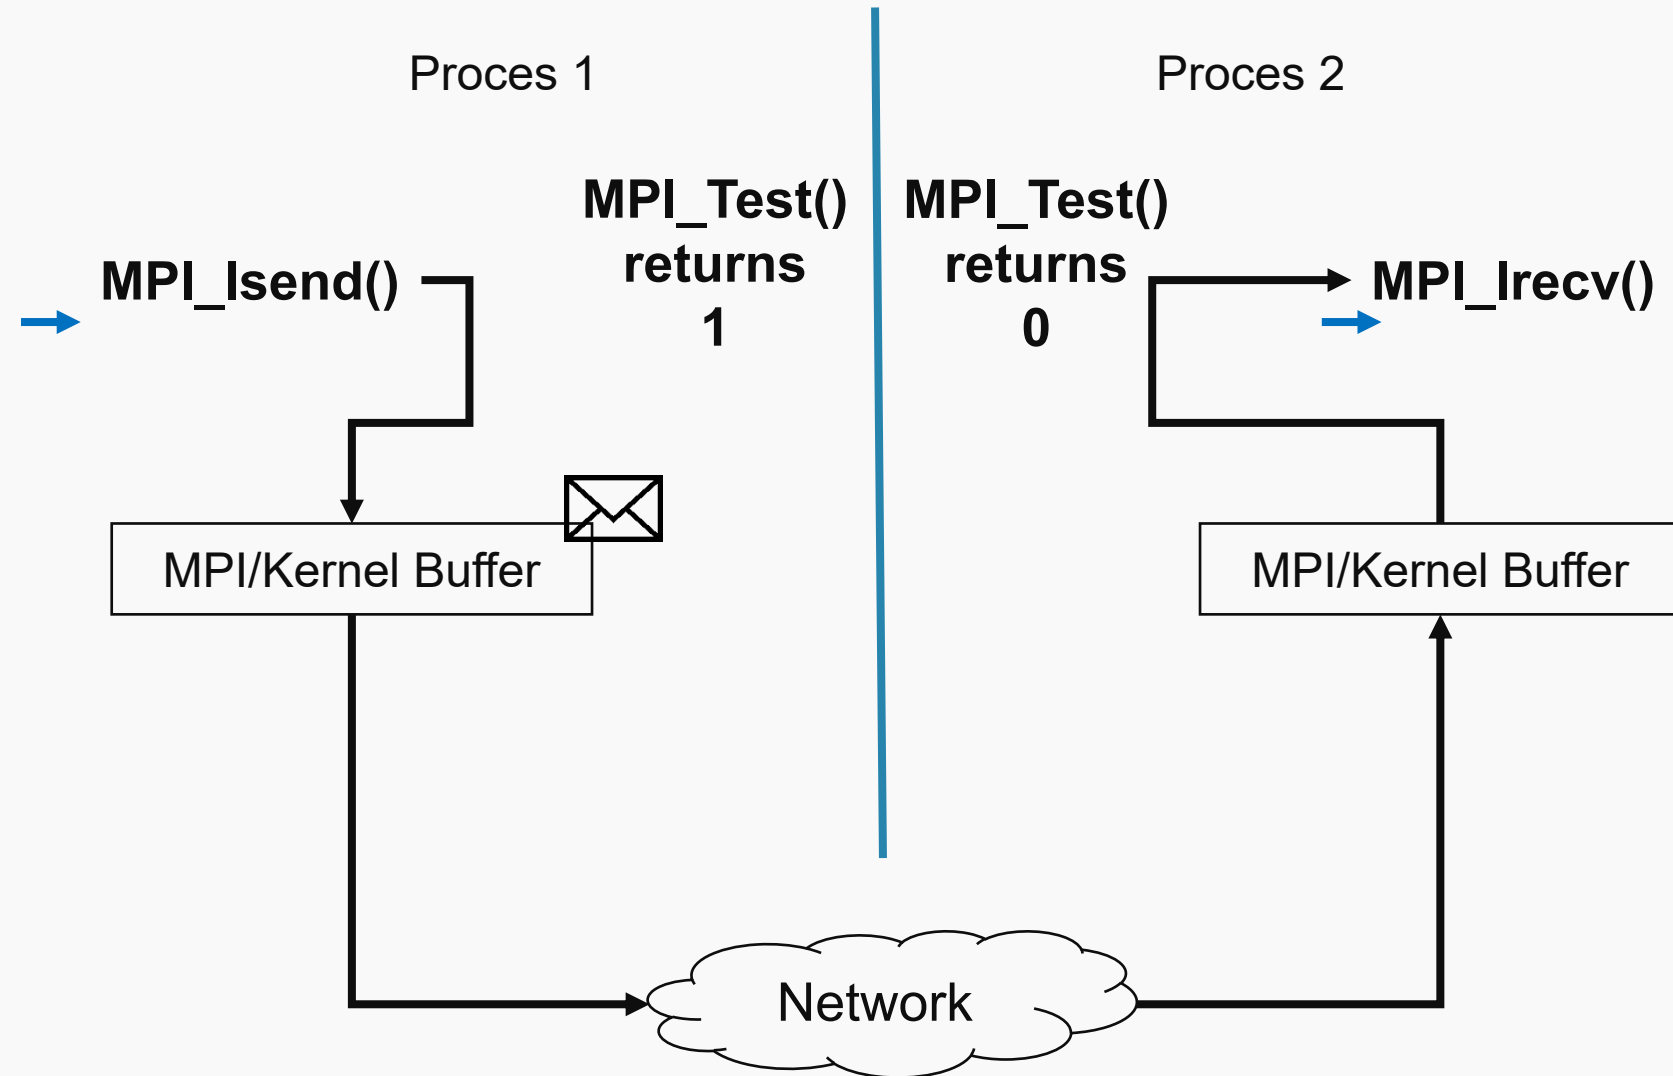 Proces 1
MPI_Test()
returns
1
MPI_Isend()
MPI/Kernel Buffer
Proces 2
MPI_Test()
returns
0
MPI_Irecv()
MPI/Kernel Buffer
Network